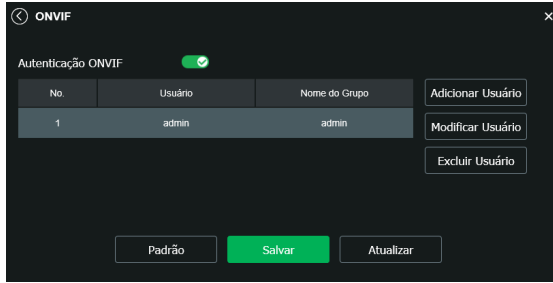 ONVIF
Autenticação ONVIF
No. Usuário Nome do Grupo
1 admin admin
Adicionar Usuário
Modificar Usuário
Excluir Usuário
Padrão Salvar Atualizar